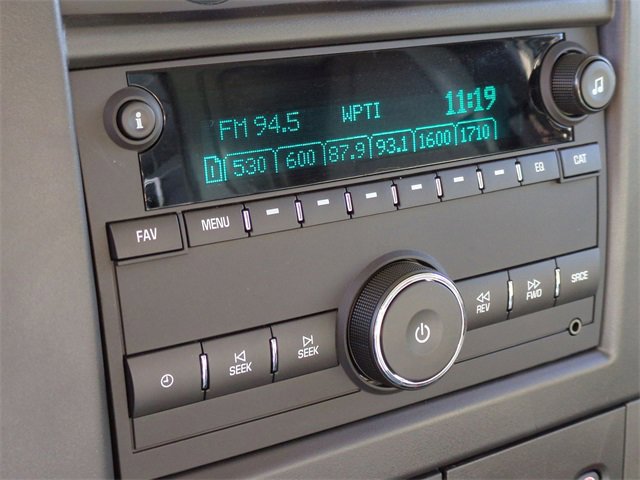 FM 94.5 WPTI 11:19
1 530 600 87.9 93.1 1600 1710
i
FAV MENU EQ CAT
SEEK SEEK REV FWD SRCE